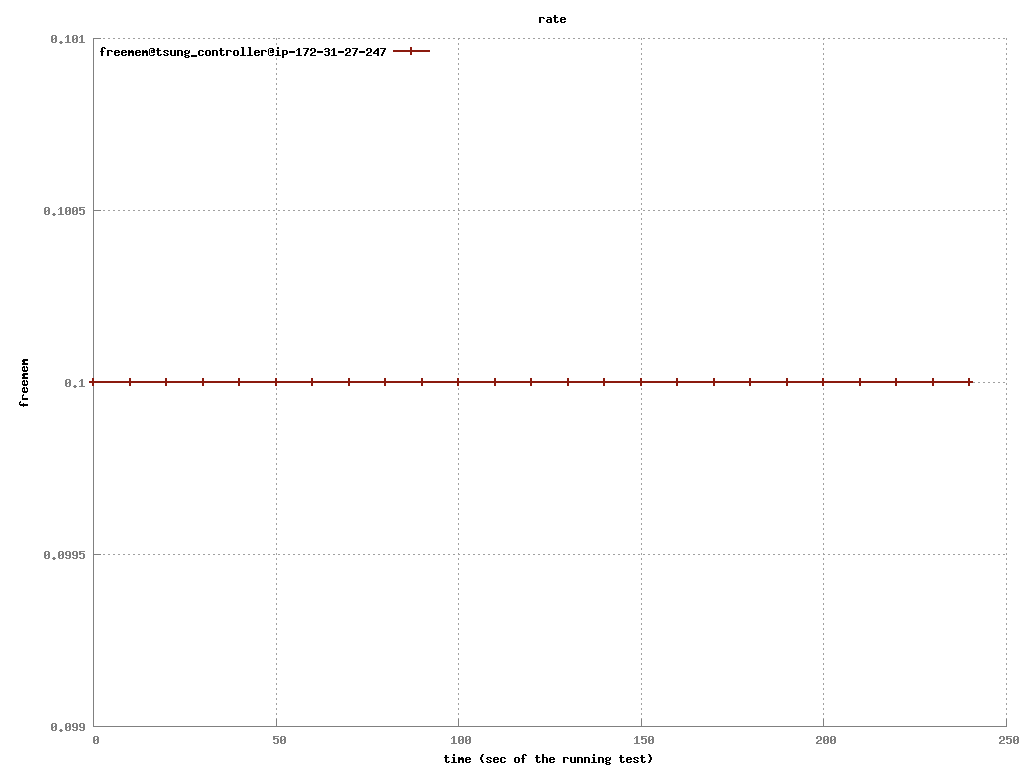 rate
0.101
freemem@tsung_controller@ip-172-31-27-247
0.1005
freemem
0.1
0.0995
0.099
0 50 100 150 200 250
time (sec of the running test)